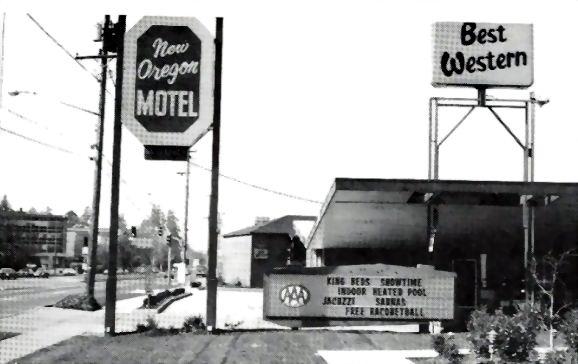 New
Oregon
MOTEL
Best
Western
AAA
KING BEDS SHOWTIME
INDOOR HEATED POOL
JACUZZI SAUNAS
FREE RACQUETBALL